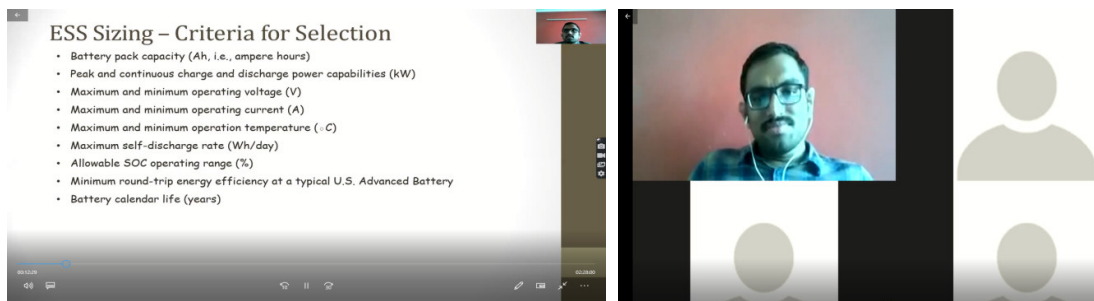 ESS Sizing – Criteria for Selection
• Battery pack capacity (Ah, i.e., ampere hours)
• Peak and continuous charge and discharge power capabilities (kW)
• Maximum and minimum operating voltage (V)
• Maximum and minimum operating current (A)
• Maximum and minimum operation temperature (◦C)
• Maximum self-discharge rate (Wh/day)
• Allowable SOC operating range (%)
• Minimum round-trip energy efficiency at a typical U.S. Advanced Battery
• Battery calendar life (years)